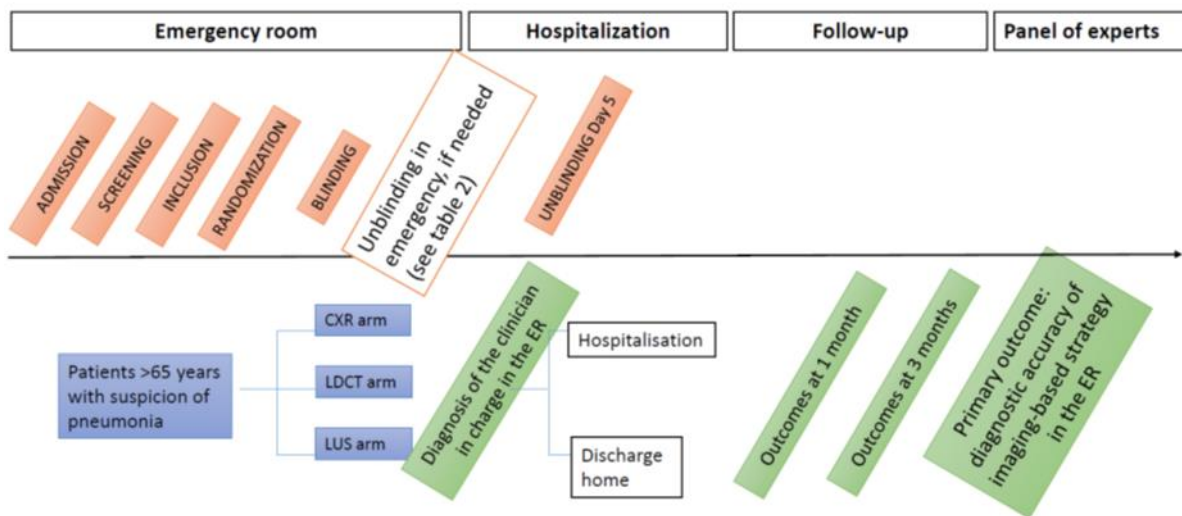 Emergency room
Hospitalization
Follow-up
Panel of experts
ADMISSION
SCREENING
INCLUSION
RANDOMIZATION
BLINDING
Unblinding in
emergency, if needed
(see table 2)
UNBLINDING Day 5
Patients >65 years
with suspicion of
pneumonia
CXR arm
LDCT arm
LUS arm
Diagnosis of the clinician
in charge in the ER
Hospitalisation
Discharge
home
Outcomes at 1 month
Outcomes at 3 months
Primary outcome:
diagnostic accuracy of
imaging-based strategy
in the ER